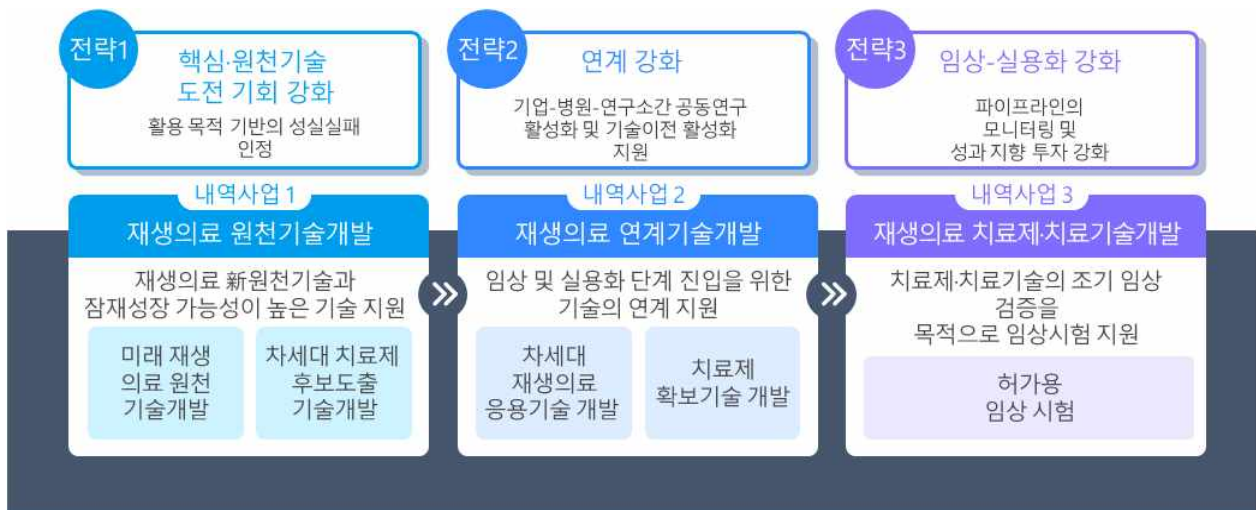 전략1
핵심·원천기술
도전 기회 강화
활용 목적 기반의 성실실패
인정
전략2
연계 강화
기업-병원-연구소간 공동연구
활성화 및 기술이전 활성화
지원
전략3
임상-실용화 강화
파이프라인의
모니터링 및
성과 지향 투자 강화
내역사업 1
재생의료 원천기술개발
재생의료 新원천기술과
잠재성장 가능성이 높은 기술 지원
미래 재생
의료 원천
기술개발
차세대 치료제
후보도출
기술개발
내역사업 2
재생의료 연계기술개발
임상 및 실용화 단계 진입을 위한
기술의 연계 지원
차세대
재생의료
응용기술 개발
치료제
확보기술 개발
내역사업 3
재생의료 치료제·치료기술개발
치료제·치료기술의 조기 임상
검증을
목적으로 임상시험 지원
허가용
임상 시험